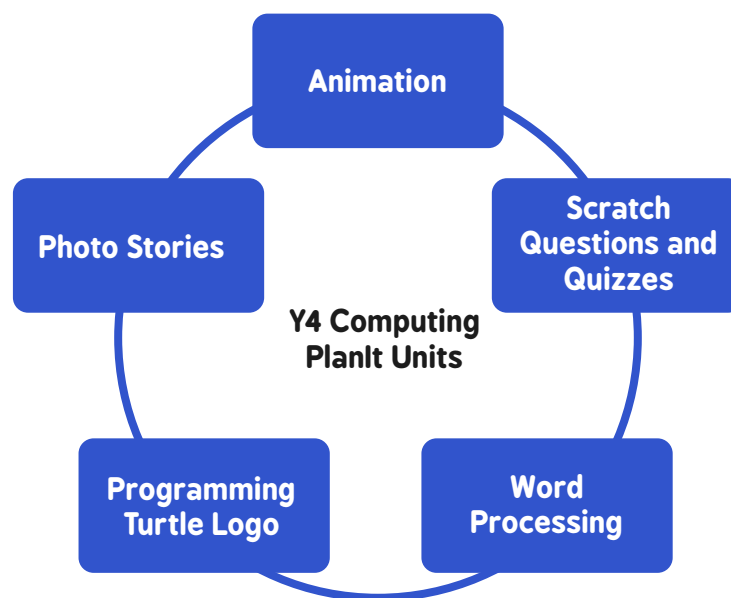 Animation
Scratch
Questions and
Quizzes
Photo Stories
Y4 Computing
PlanIt Units
Programming
Turtle Logo
Word
Processing